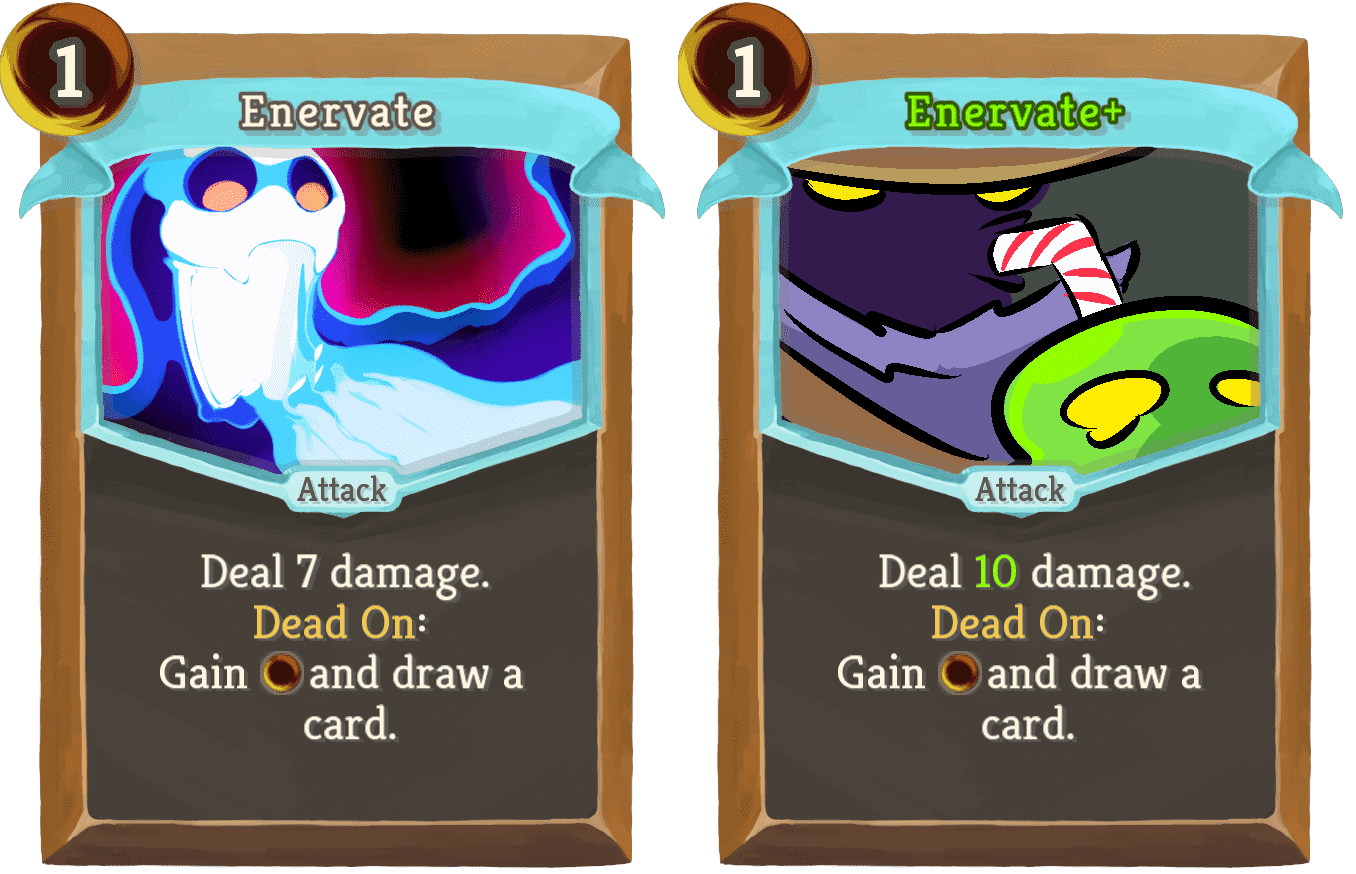 1
Enervate
Attack
Deal 7 damage.
Dead On:
Gain and draw a
card.
1
Enervate+
Attack
Deal 10 damage.
Dead On:
Gain and draw a
card.